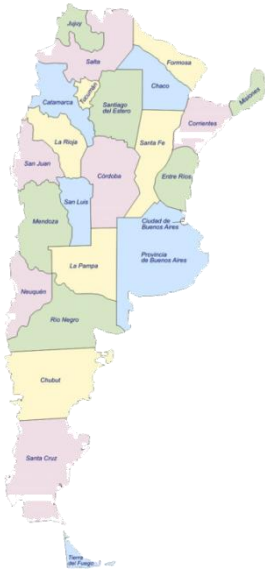 Jujuy
Salta
Formosa
Chaco
Catamarca
Tucumán
Santiago
del Estero
Misiones
Corrientes
La Rioja
Santa Fe
San Juan
Córdoba
Entre Ríos
San Luis
Mendoza
Ciudad de
Buenos Aires
Provincia
de Buenos Aires
La Pampa
Neuquén
Río Negro
Chubut
Santa Cruz
Tierra
del Fuego